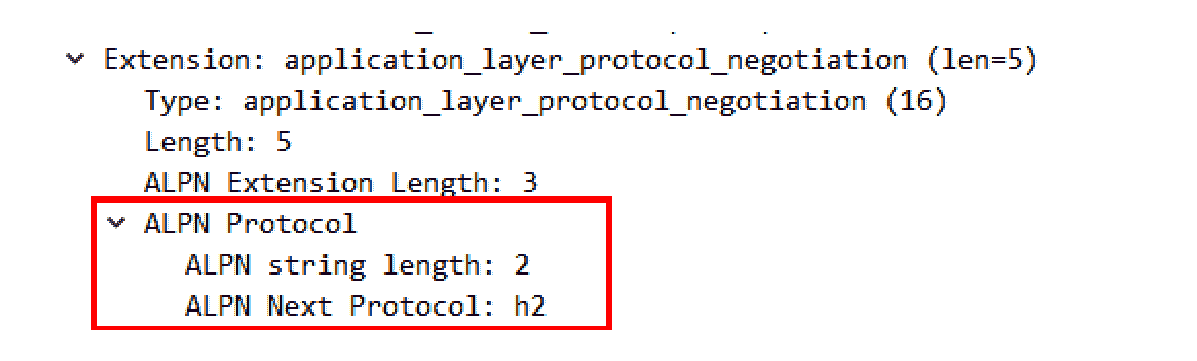 Extension: application_layer_protocol_negotiation (len=5)
Type: application_layer_protocol_negotiation (16)
Length: 5
ALPN Extension Length: 3
ALPN Protocol
ALPN string length: 2
ALPN Next Protocol: h2